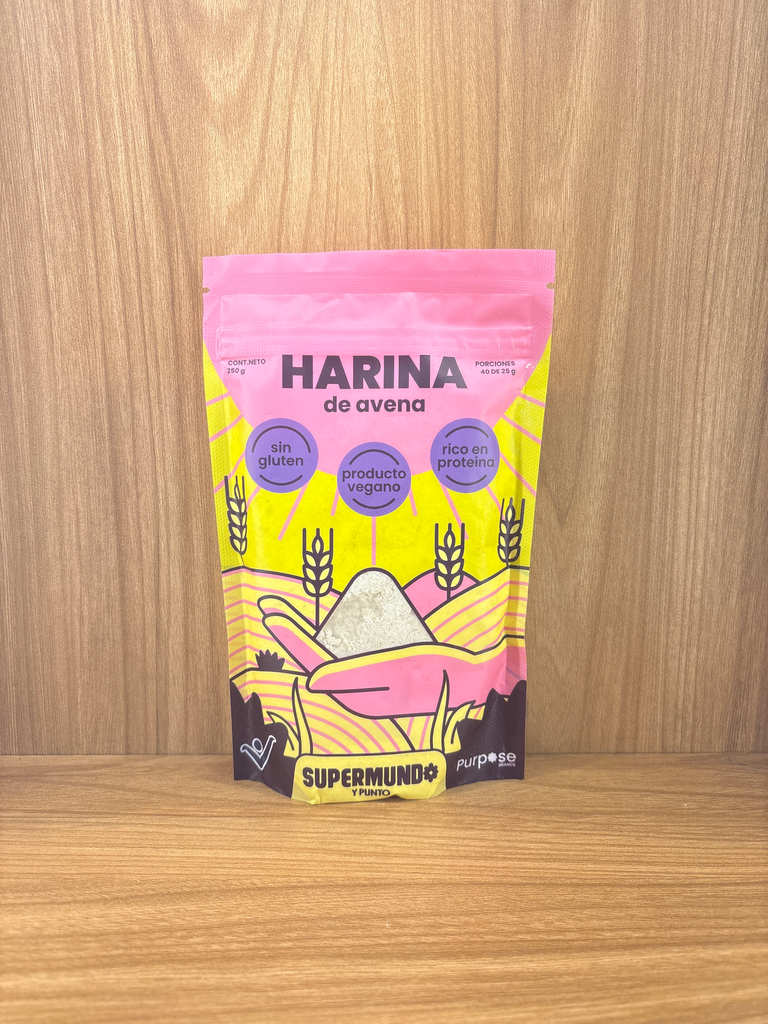 CONT.NETO
250 g
HARINA
de avena
PORCIONES
40 DE 25 g
sin
gluten
producto
vegano
rico en
proteína
SUPERMUNDO
Y PUNTO
Purpose
BRANDS